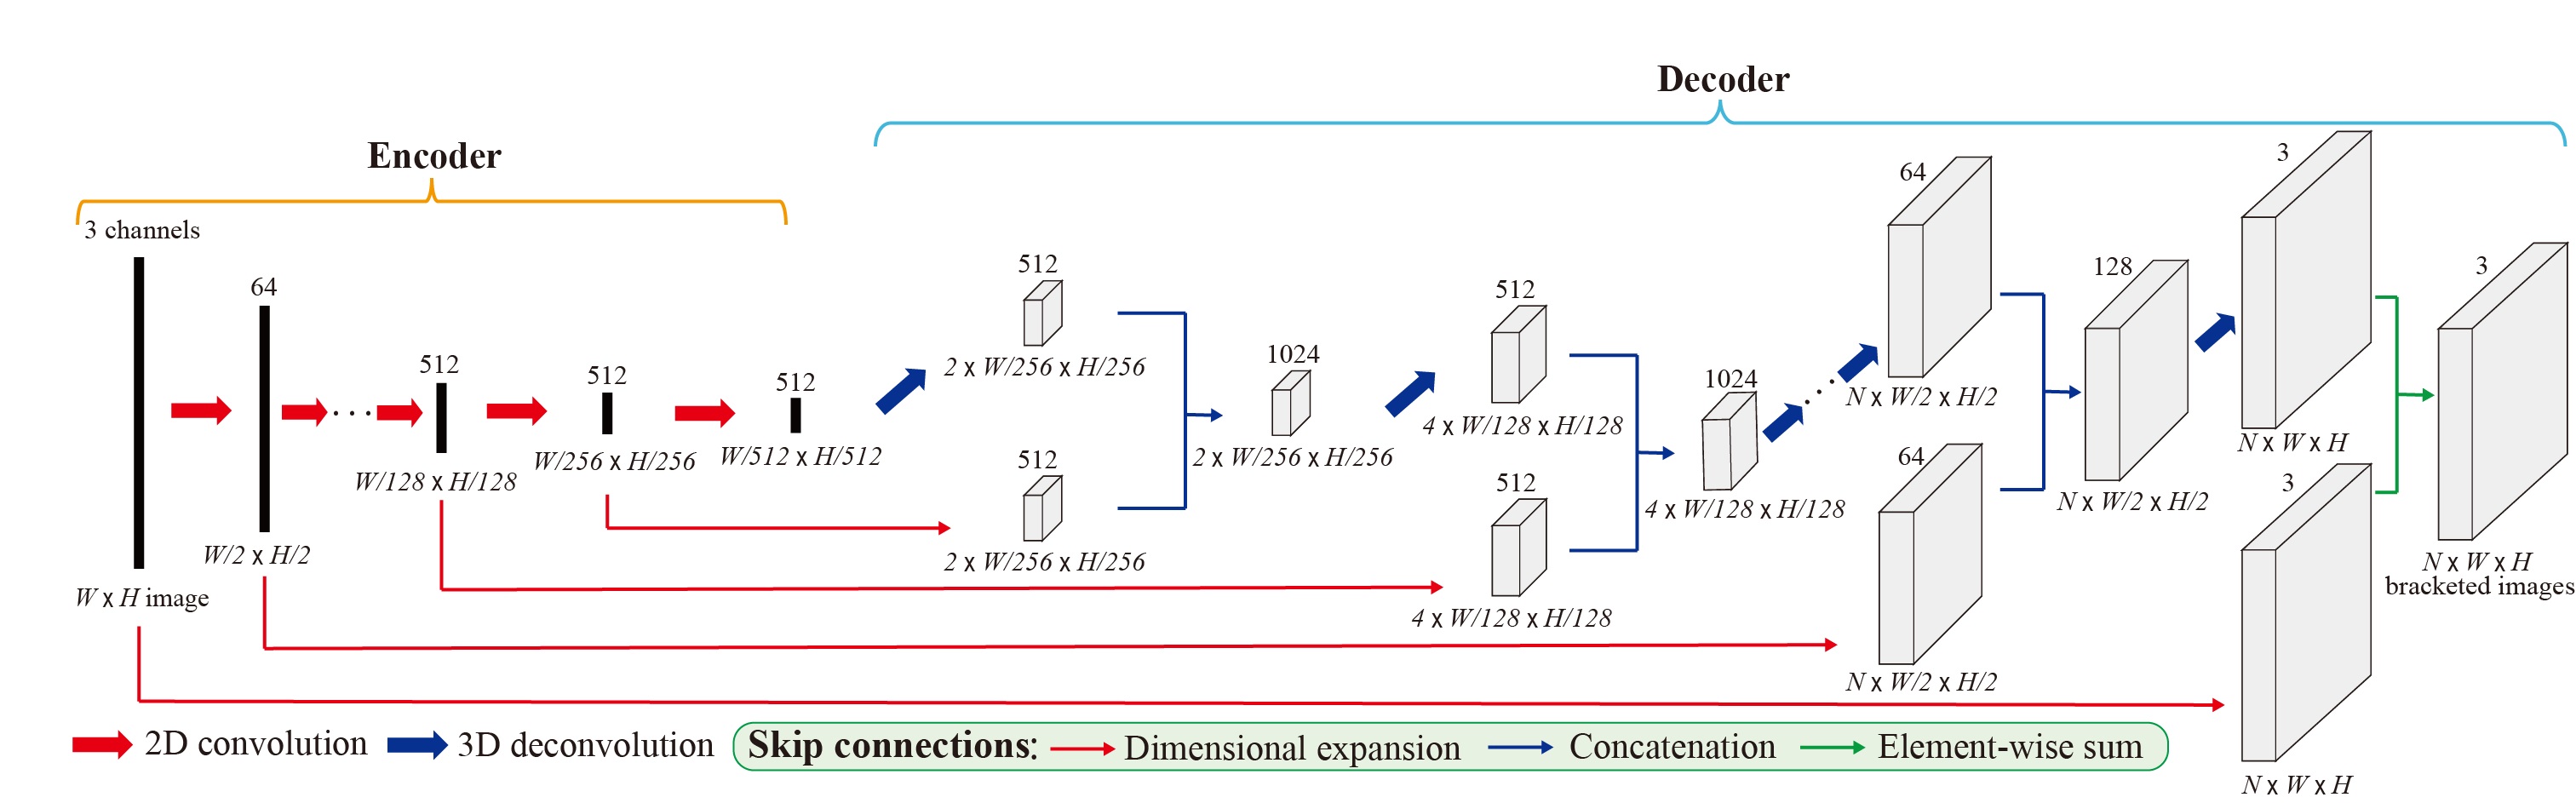 Decoder
Encoder
3 channels
W x H image
64
W/2 x H/2
512
W/128 x H/128
512
W/256 x H/256
512
W/512 x H/512
512
2 x W/256 x H/256
512
2 x W/256 x H/256
1024
2 x W/256 x H/256
512
4 x W/128 x H/128
512
4 x W/128 x H/128
1024
4 x W/128 x H/128
64
N x W/2 x H/2
64
N x W/2 x H/2
128
N x W/2 x H/2
3
N x W x H
3
N x W x H
3
N x W x H
bracketed images
2D convolution
3D deconvolution
Skip connections:
Dimensional expansion
Concatenation
Element-wise sum